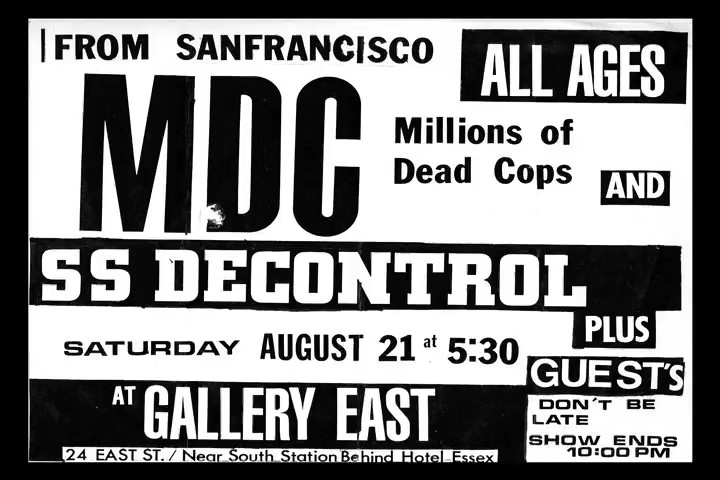 FROM SANFRANCISCO
ALL AGES
MDC
Millions of
Dead Cops
AND
SS DECONTROL
PLUS
SATURDAY AUGUST 21 at 5:30
GUEST'S
AT GALLERY EAST
DON'T BE
LATE
SHOW ENDS
10:00 PM
24 EAST ST. / Near South Station Behind Hotel Essex